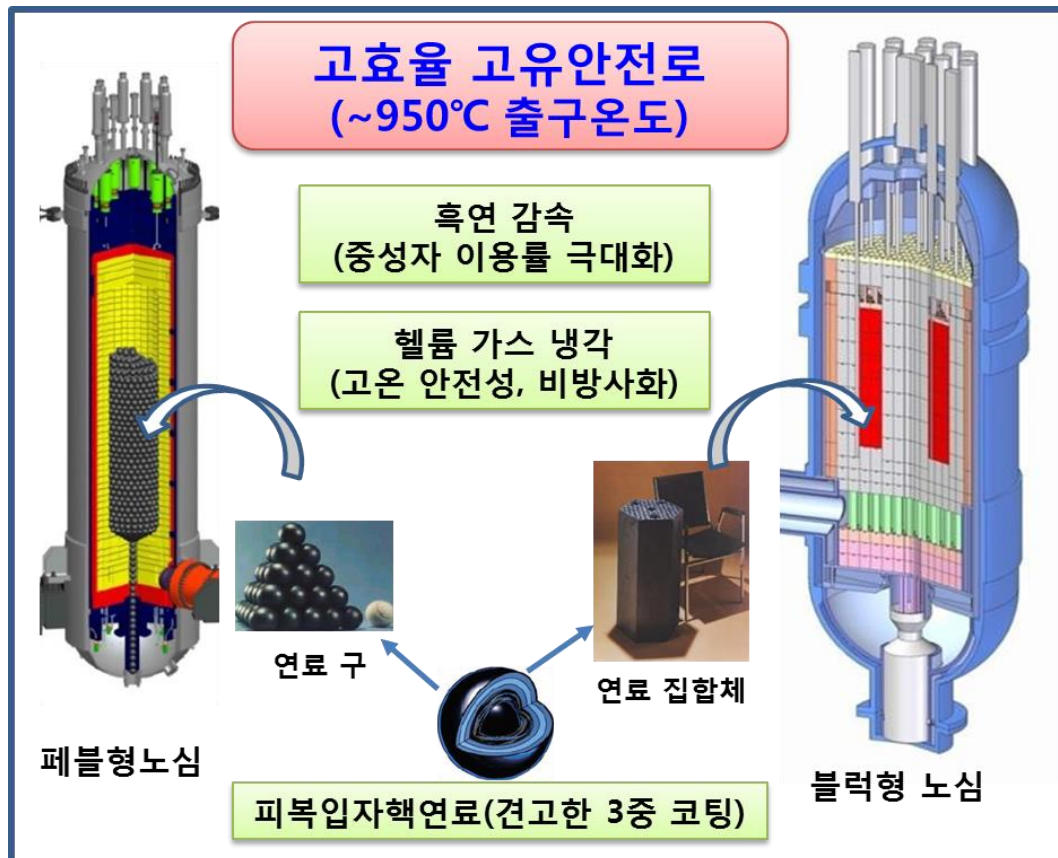 고효율 고유안전로
(~950℃ 출구온도)
흑연 감속
(중성자 이용률 극대화)
헬륨 가스 냉각
(고온 안전성, 비방사화)
연료 구
연료 집합체
페블형노심
블럭형 노심
피복입자핵연료(견고한 3중 코팅)